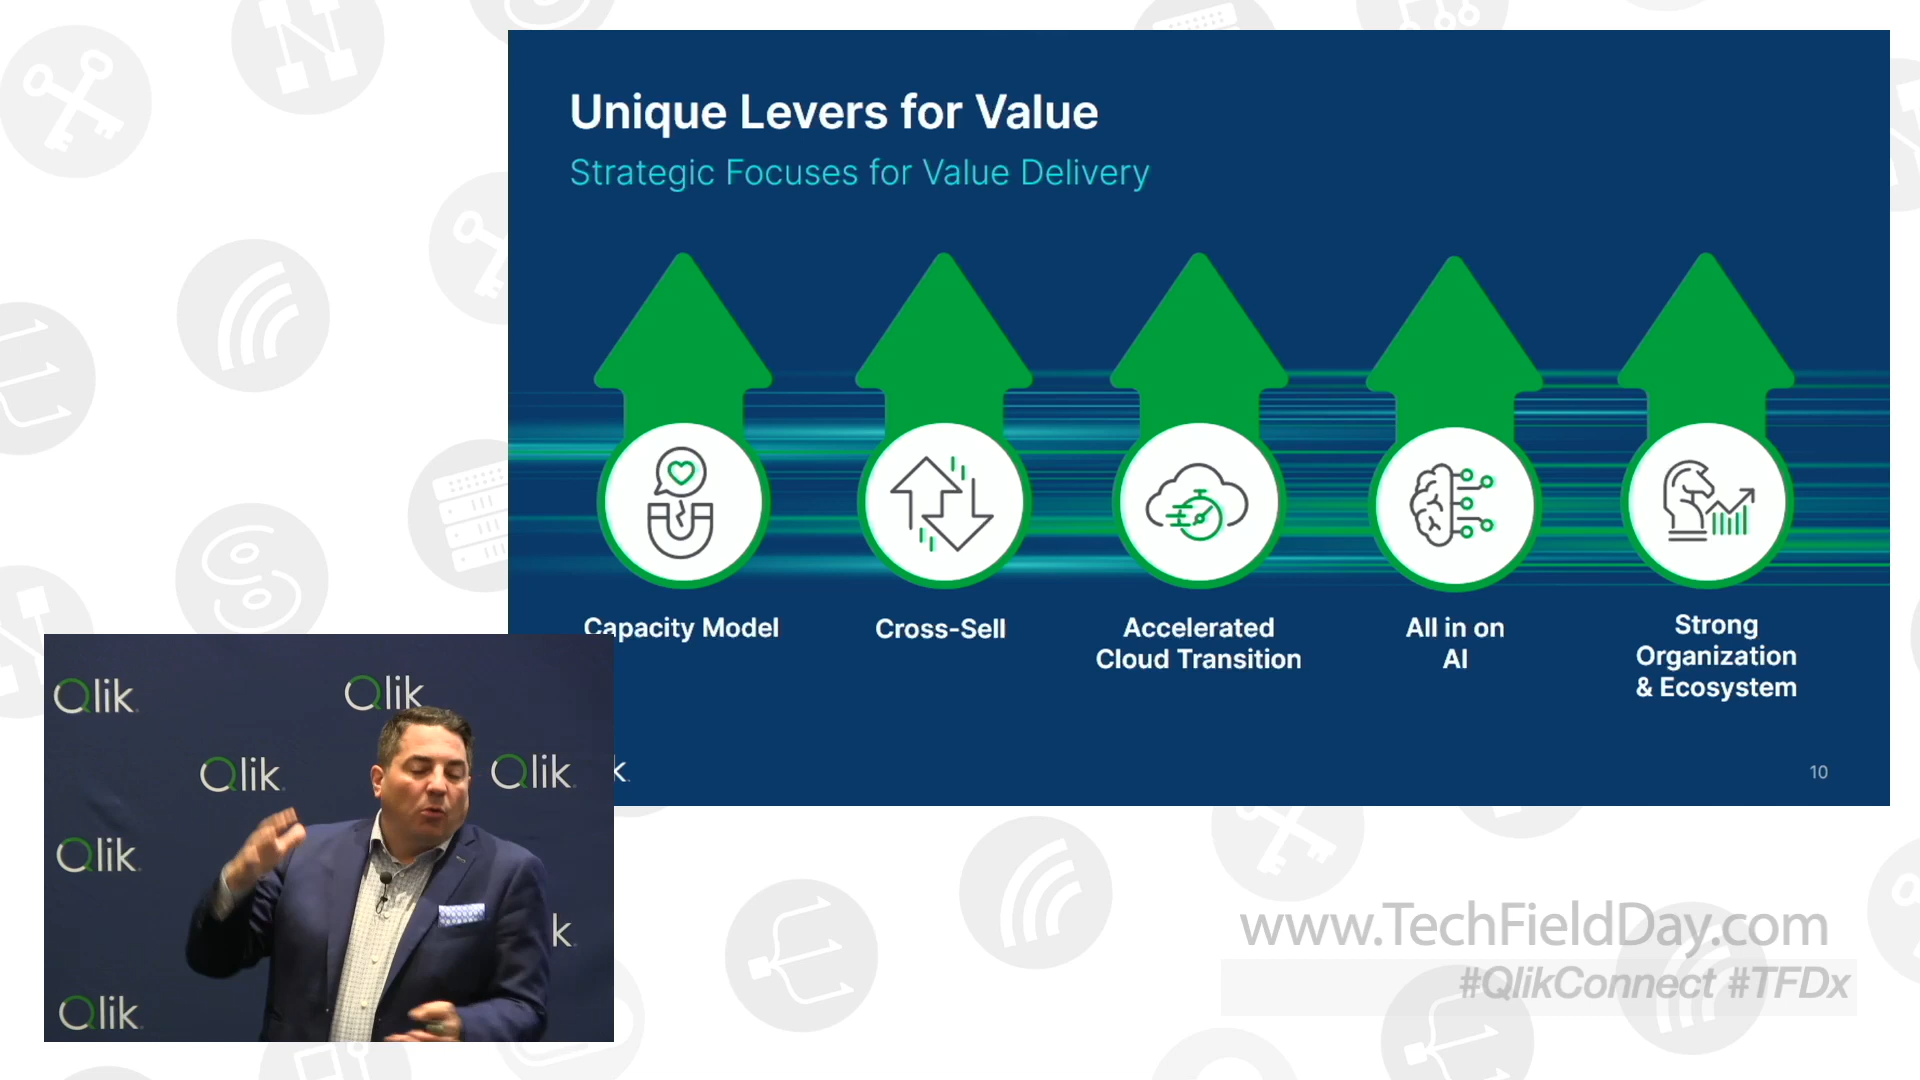 Unique Levers for Value
Strategic Focuses for Value Delivery
Capacity Model
Cross-Sell
Accelerated
Cloud Transition
All in on
AI
Strong
Organization
& Ecosystem
k.
10
Qlik
Qlik
Qlik
Qlik
Qlik
k.
Qlik
www.TechFieldDay.com
#QlikConnect #TFDx